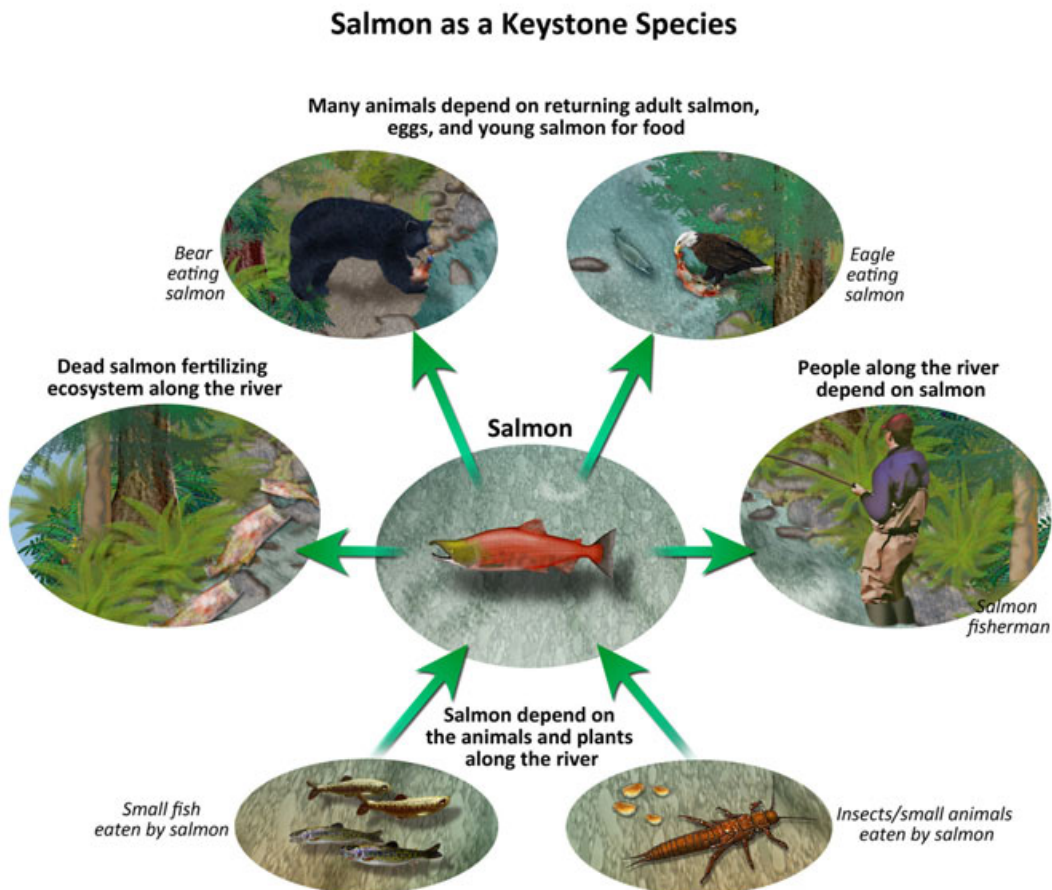 Salmon as a Keystone Species
Many animals depend on returning adult salmon,
eggs, and young salmon for food
Bear
eating
salmon
Eagle
eating
salmon
Dead salmon fertilizing
ecosystem along the river
People along the river
depend on salmon
Salmon
Salmon
fisherman
Salmon depend on
the animals and plants
along the river
Small fish
eaten by salmon
Insects/small animals
eaten by salmon